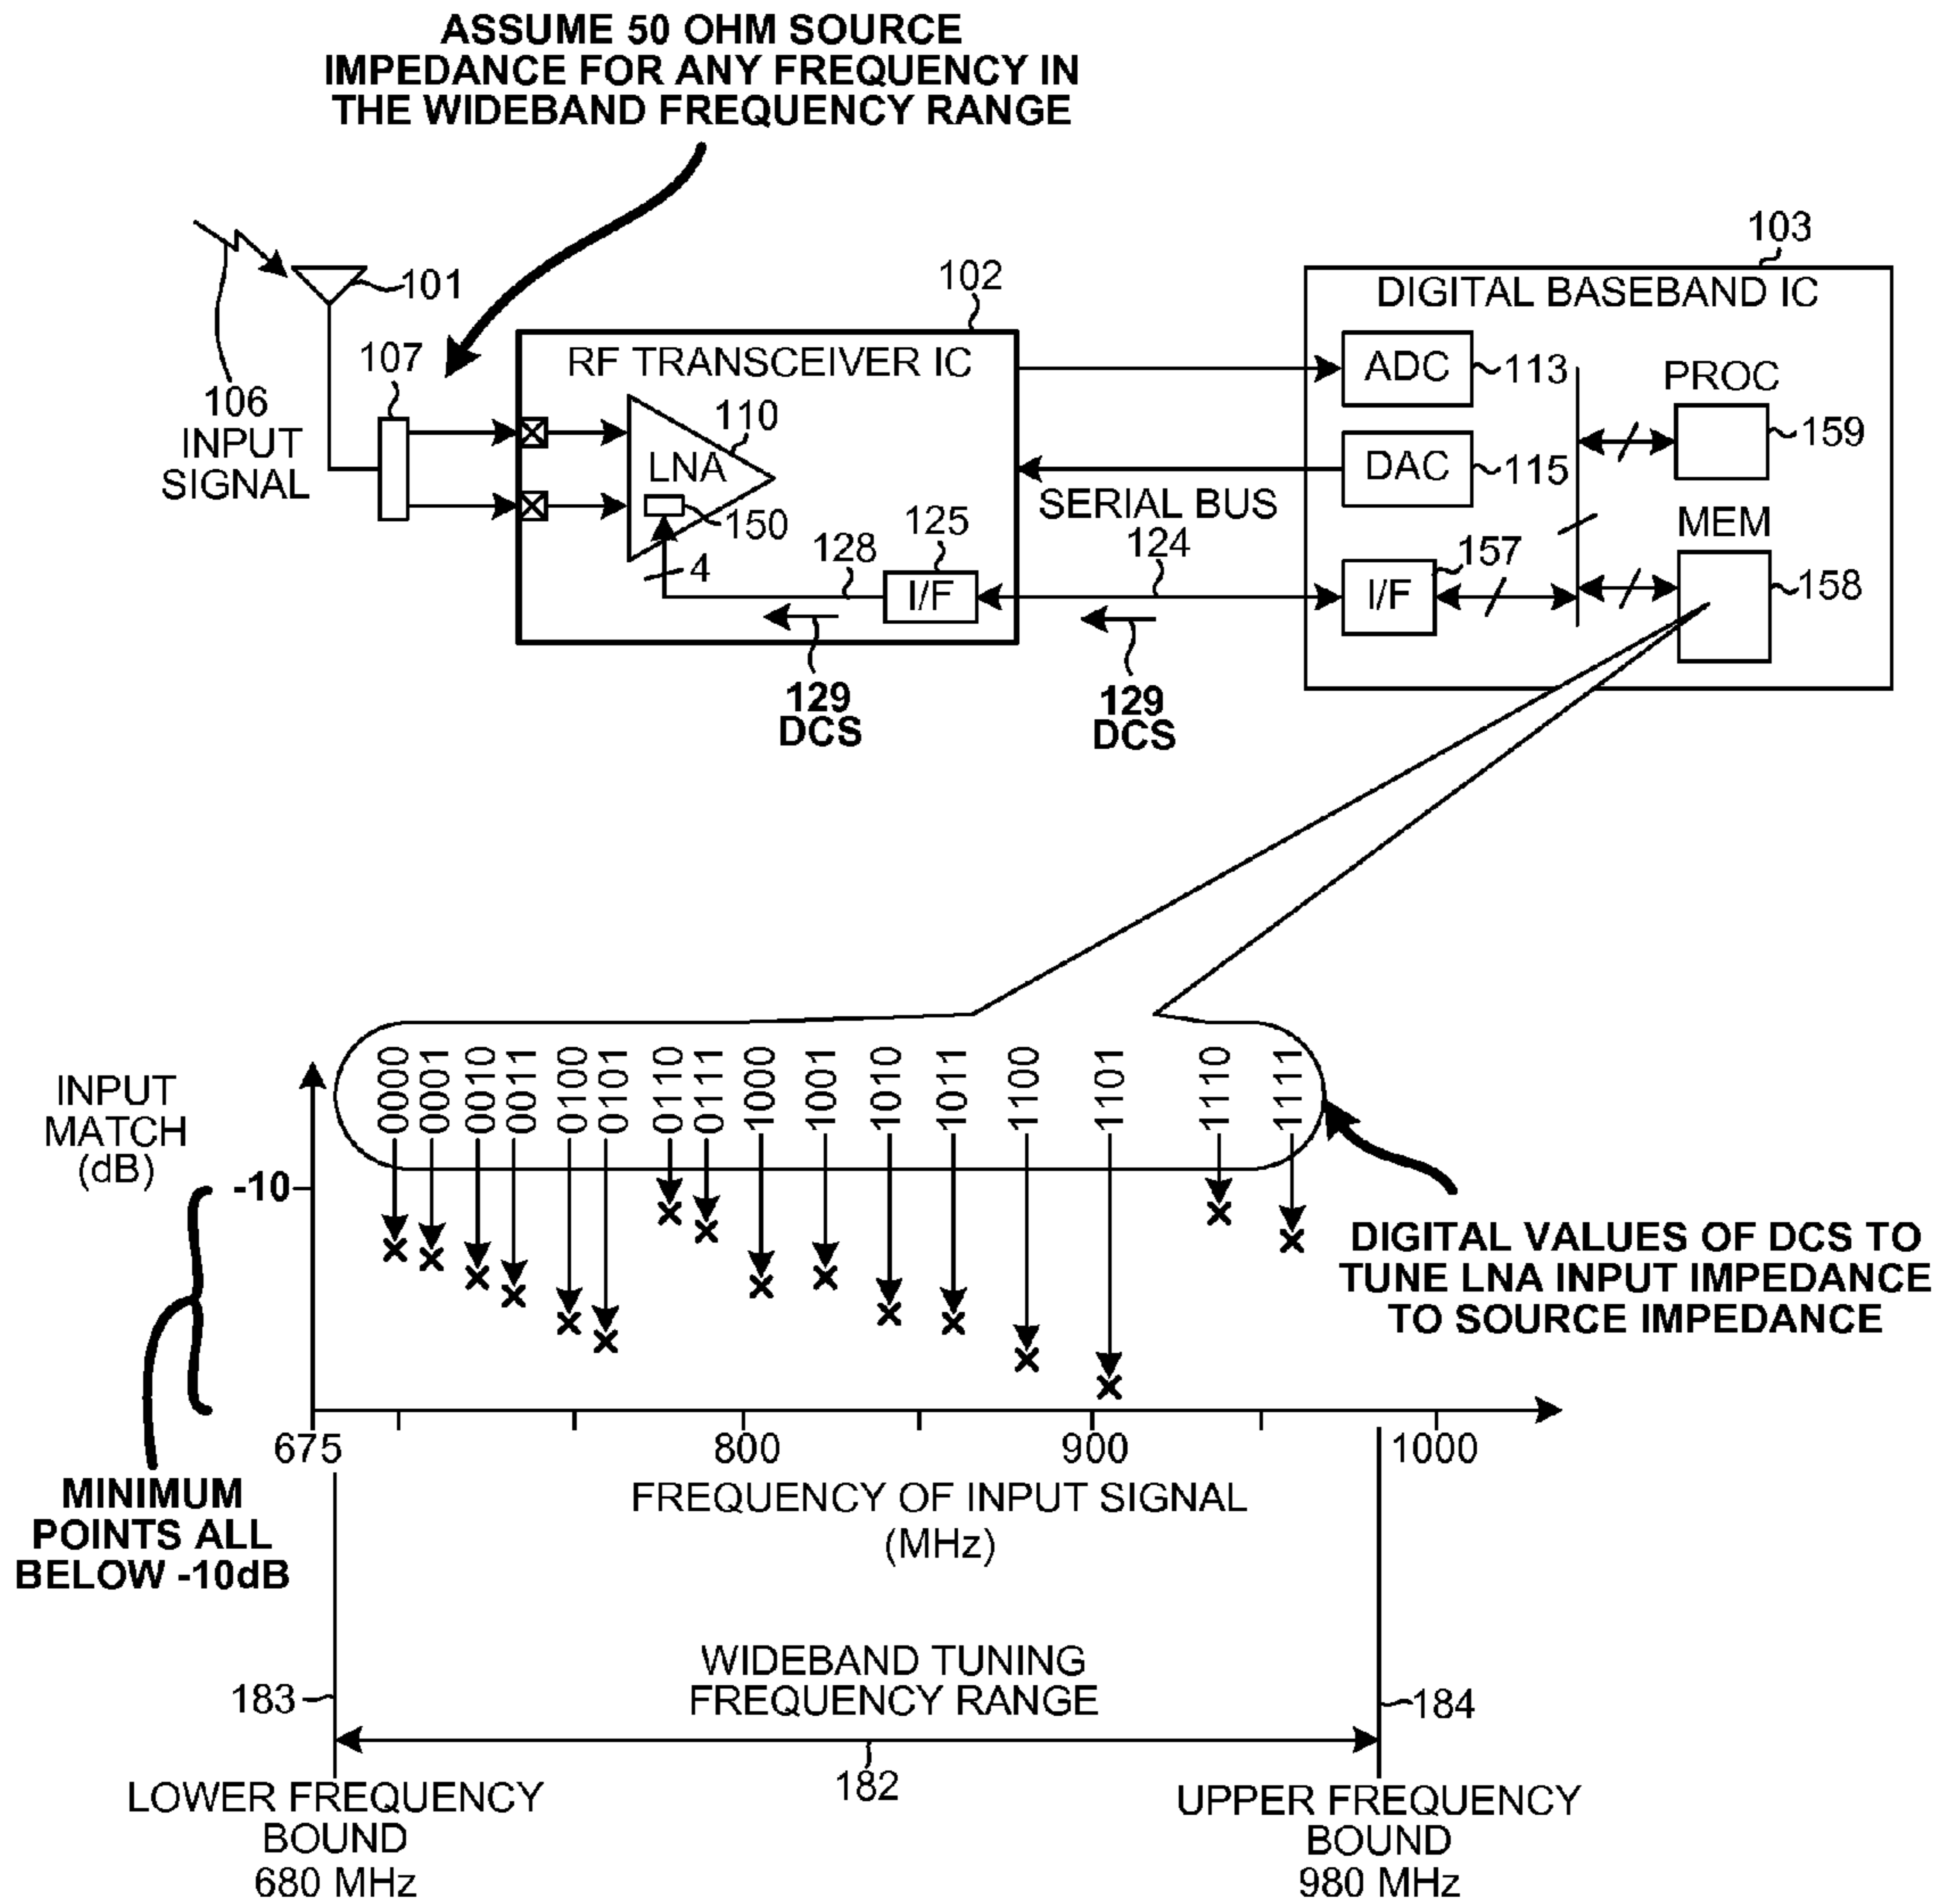 ASSUME 50 OHM SOURCE
IMPEDANCE FOR ANY FREQUENCY IN
THE WIDEBAND FREQUENCY RANGE
101
106
INPUT
SIGNAL
107
102
RF TRANSCEIVER IC
110
LNA
150
4
128
125
I/F
129
DCS
SERIAL BUS
124
129
DCS
103
DIGITAL BASEBAND IC
ADC
113
DAC
115
I/F
157
PROC
159
MEM
158
INPUT
MATCH
(dB)
-10
0000
0001
0010
0011
0100
0101
0110
0111
1000
1001
1010
1011
1100
1101
1110
1111
DIGITAL VALUES OF DCS TO
TUNE LNA INPUT IMPEDANCE
TO SOURCE IMPEDANCE
675
800
900
1000
FREQUENCY OF INPUT SIGNAL
(MHz)
MINIMUM
POINTS ALL
BELOW -10dB
WIDEBAND TUNING
FREQUENCY RANGE
183
184
182
LOWER FREQUENCY
BOUND
680 MHz
UPPER FREQUENCY
BOUND
980 MHz